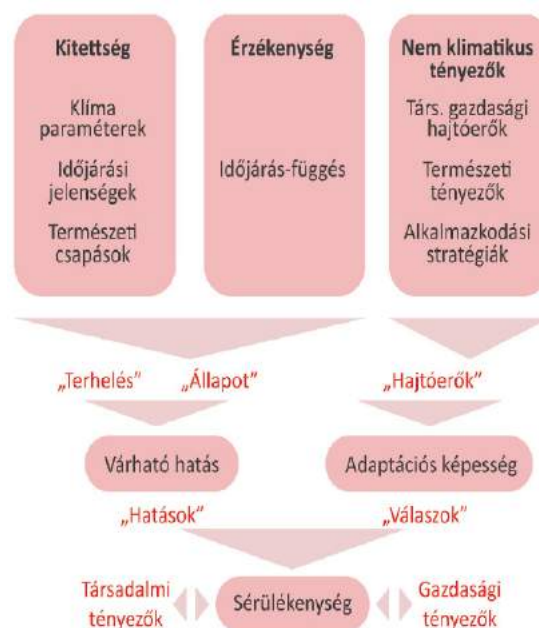 Kitettség
Klíma
paraméterek
Időjárási
jelenségek
Természeti
csapások
Érzékenység
Időjárás-függés
Nem klimatikus
tényezők
Társ. gazdasági
hajtóerők
Természeti
tényezők
Alkalmazkodási
stratégiák
„Terhelés”
„Állapot”
„Hajtóerők”
Várható hatás
Adaptációs képesség
„Hatások”
„Válaszok”
Társadalmi
tényezők
Sérülékenység
Gazdasági
tényezők